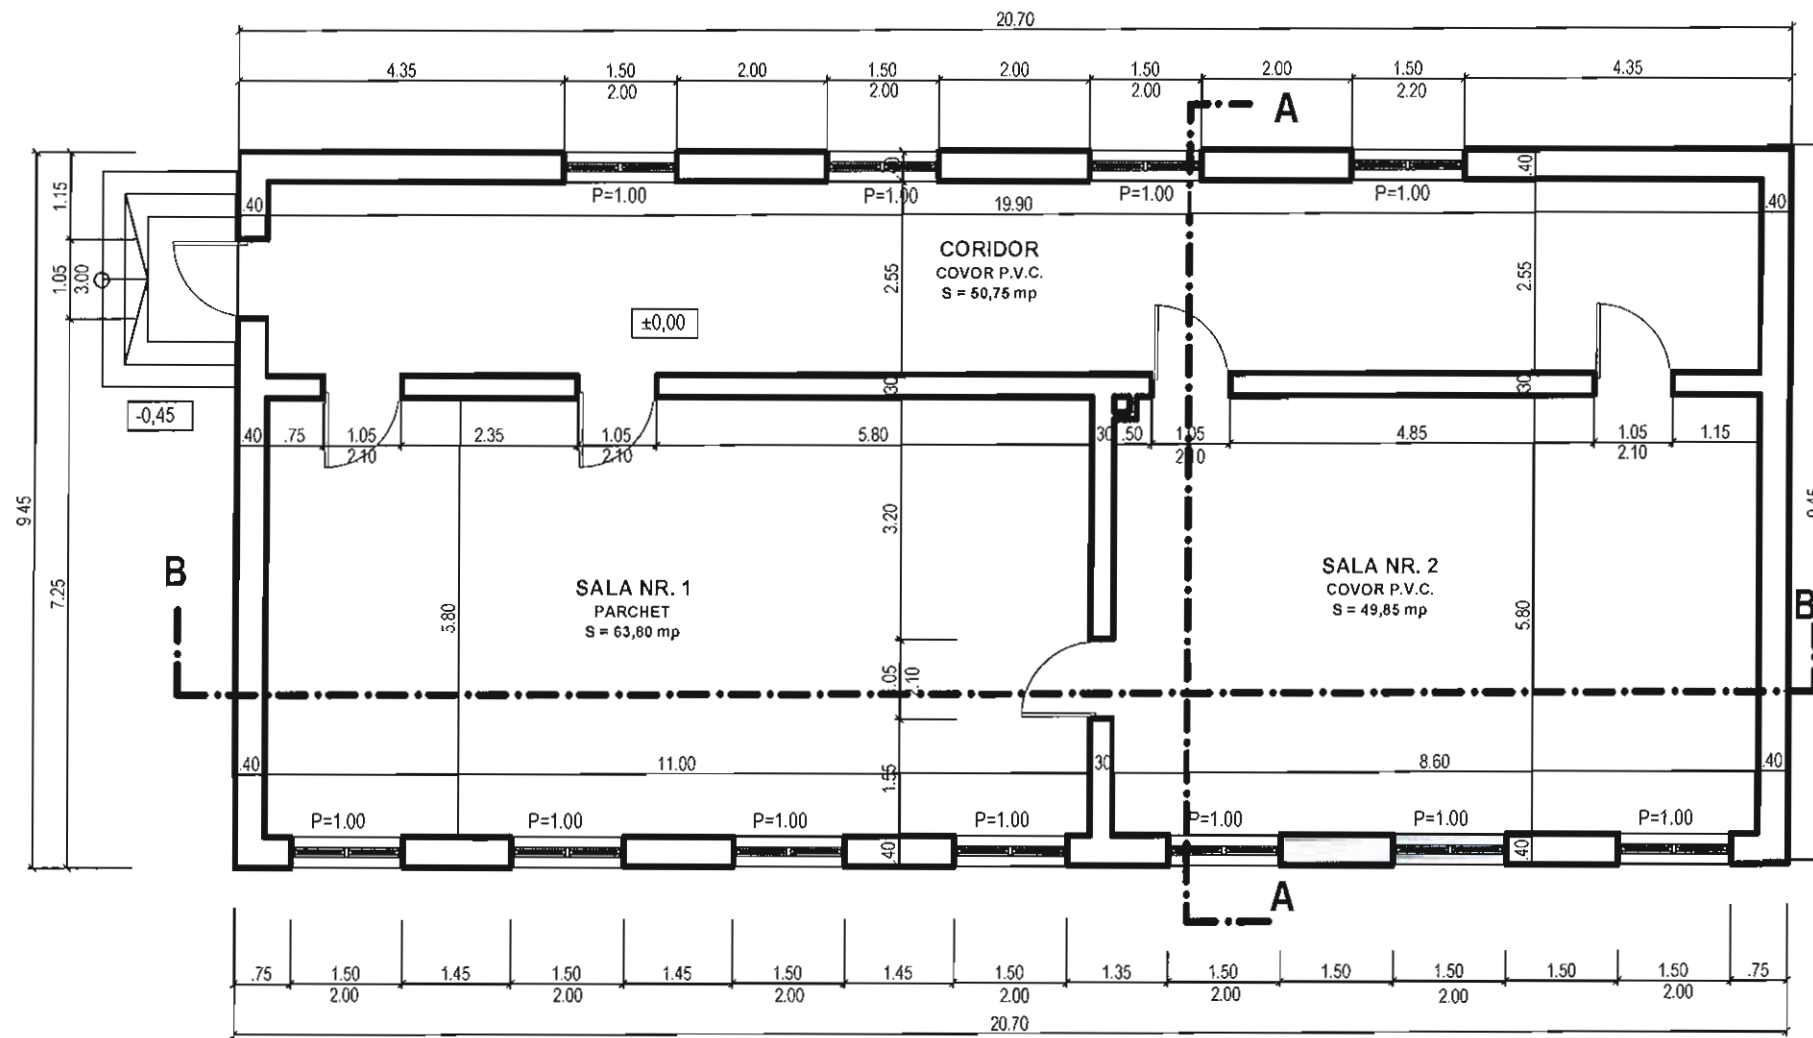 20.70
4.35 1.50 2.00 1.50 2.00 1.50 2.00 1.50 4.35
2.00 2.00 2.00 2.20
A
P=1.00 P=1.00 P=1.00 P=1.00
.40
1.15
.40 19.90 .40
CORIDOR
COVOR P.V.C.
S = 50,75 mp
2.55 2.55
1.05
3.00
±0,00
30 30
-0,45
.40 .75 1.05 2.35 1.05 5.80 30 .50 1.05 4.85 1.05 1.15
2.10 2.10 2.10 2.10
9.45
9.45
3.20
B
SALA NR. 1
PARCHET
S = 63,80 mp
SALA NR. 2
COVOR P.V.C.
S = 49,85 mp
B
7.25
5.80
5.80
1.05
2.10
.40 11.00 30 8.60 .40
1.55
P=1.00 P=1.00 P=1.00 P=1.00 P=1.00 P=1.00 P=1.00
.40 .40
A
.75 1.50 1.45 1.50 1.45 1.50 1.45 1.50 1.35 1.50 1.50 1.50 1.50 1.50 .75
2.00 2.00 2.00 2.00 2.00 2.00 2.00
20.70